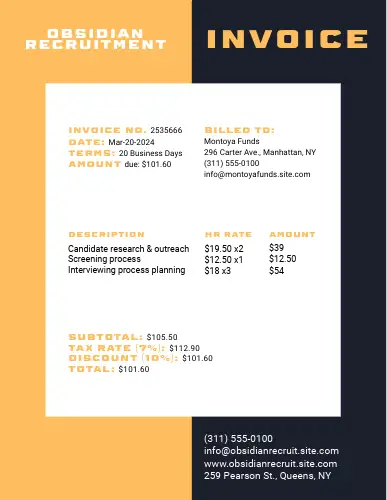 OBSIDIAN
RECRUITMENT
INVOICE
INVOICE NO. 2535666
DATE: Mar-20-2024
TERMS: 20 Business Days
AMOUNT due: $101.60
BILLED TO:
Montoya Funds
296 Carter Ave., Manhattan, NY
(311) 555-0100
info@montoyafunds.site.com
DESCRIPTION HR RATE AMOUNT
Candidate research & outreach $19.50 x2 $39
Screening process $12.50 x1 $12.50
Interviewing process planning $18 x3 $54
SUBTOTAL: $105.50
TAX RATE (7%): $112.90
DISCOUNT (10%): $101.60
TOTAL: $101.60
(311) 555-0100
info@obsidianrecruit.site.com
www.obsidianrecruit.site.com
259 Pearson St., Queens, NY